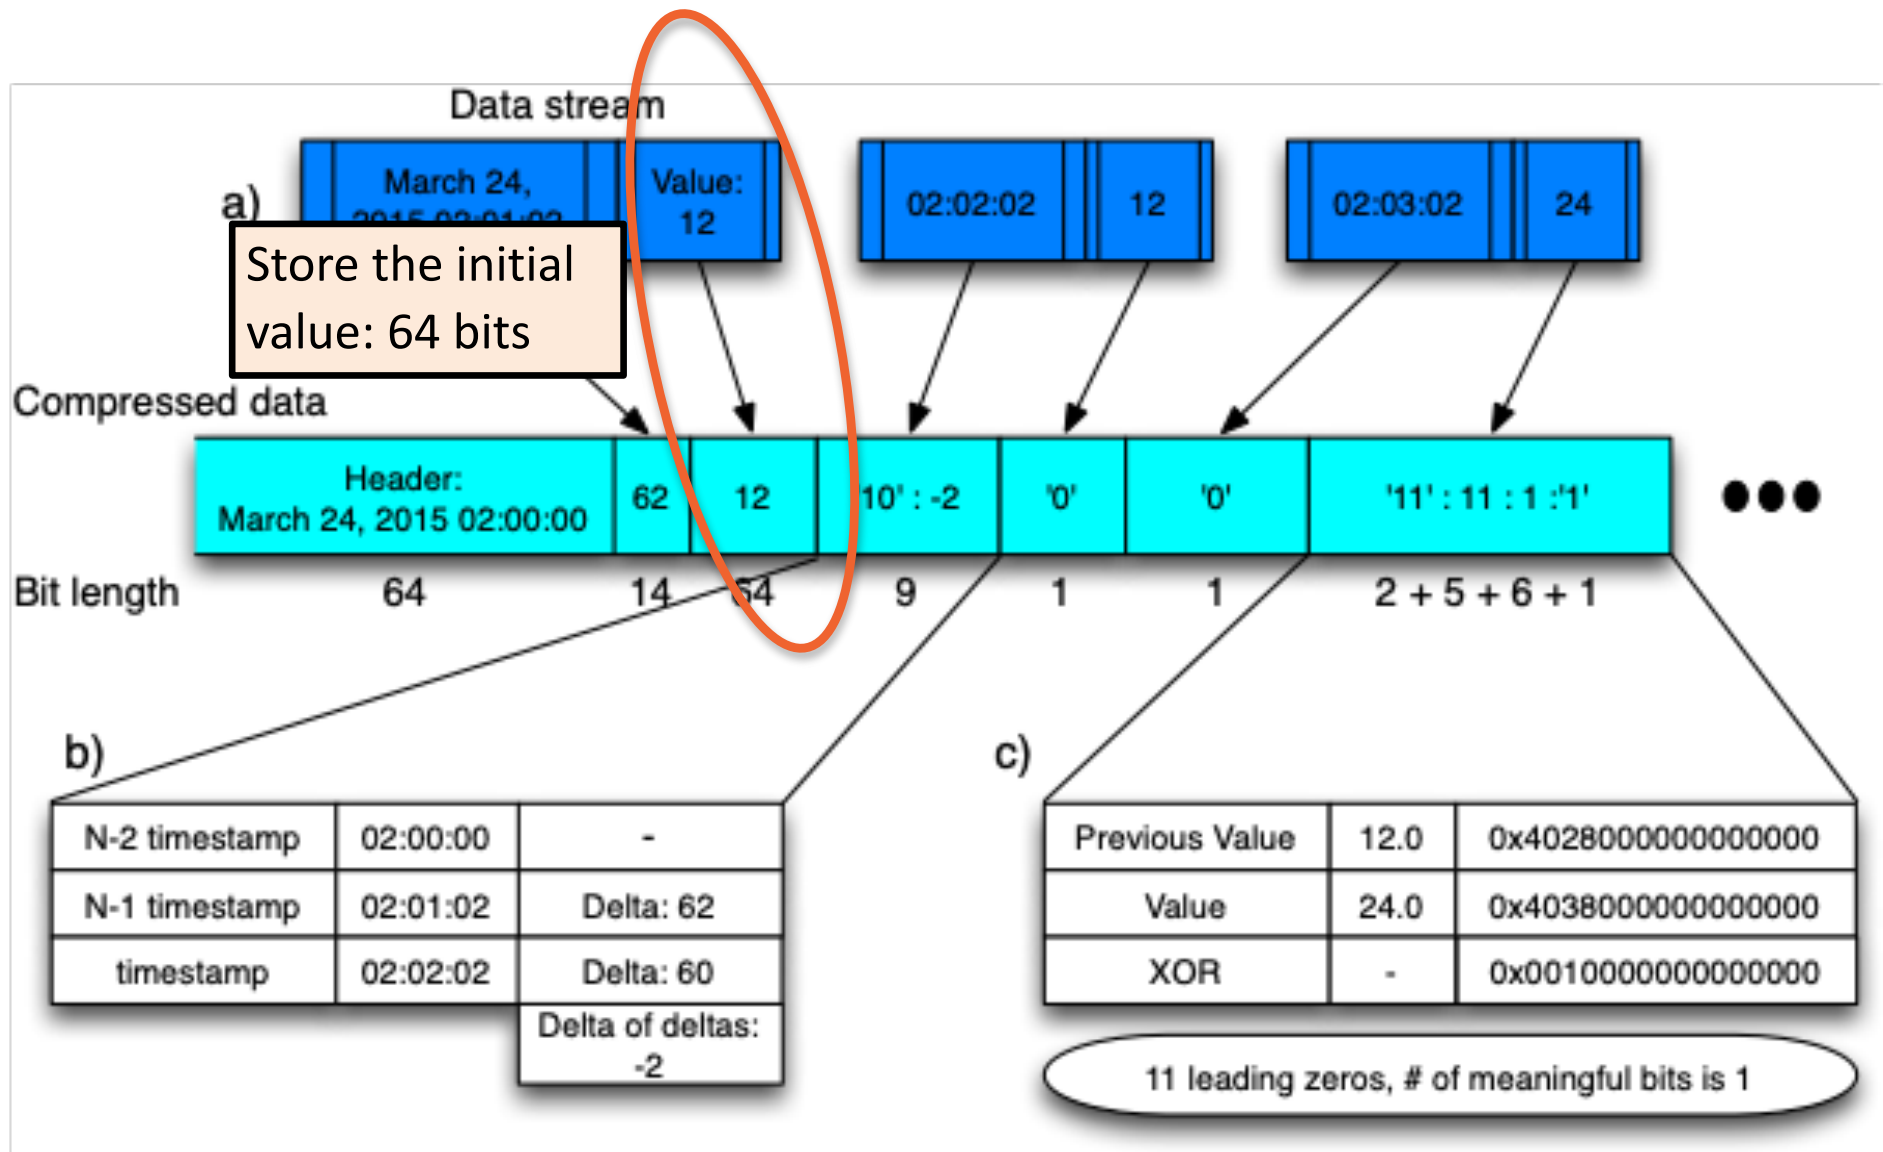 Data stream
a)
March 24,
2015 02:01:02
Value:
12
02:02:02
12
02:03:02
24
Store the initial
value: 64 bits
Compressed data
Header:
March 24, 2015 02:00:00
62
12
'10' : -2
'0'
'0'
'11' : 11 : 1 :'1'
Bit length
64
14
64
9
1
1
2 + 5 + 6 + 1
b)
N-2 timestamp
02:00:00
-
N-1 timestamp
02:01:02
Delta: 62
timestamp
02:02:02
Delta: 60
Delta of deltas:
-2
c)
Previous Value
12.0
0x4028000000000000
Value
24.0
0x4038000000000000
XOR
-
0x0010000000000000
11 leading zeros, # of meaningful bits is 1